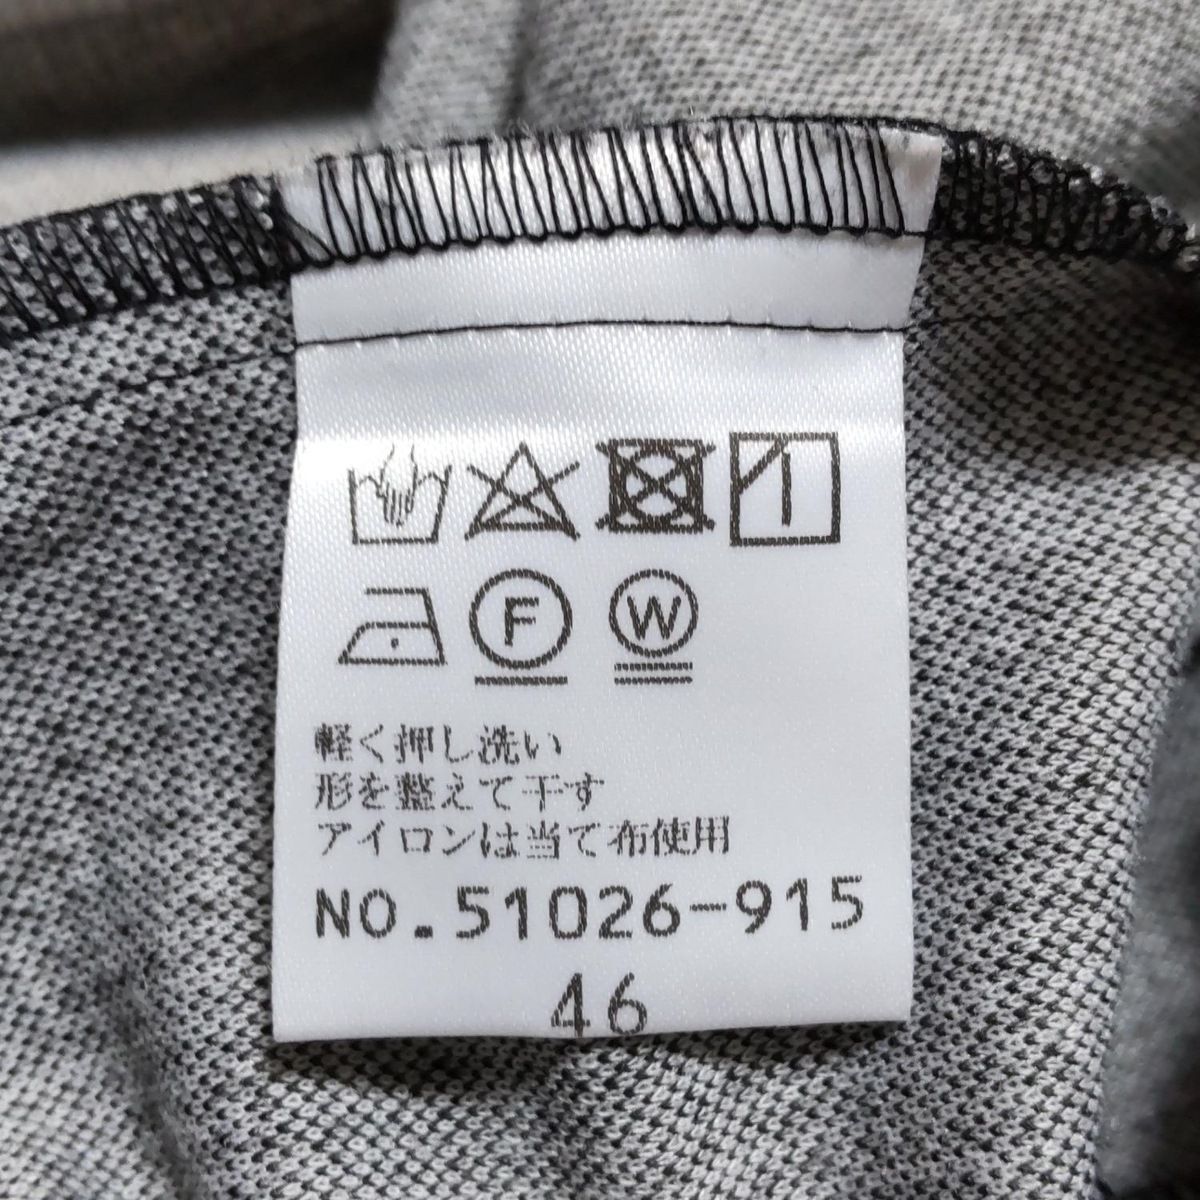 F W
軽く押し洗い
形を整えて干す
アイロンは当て布使用
NO.51026-915
46